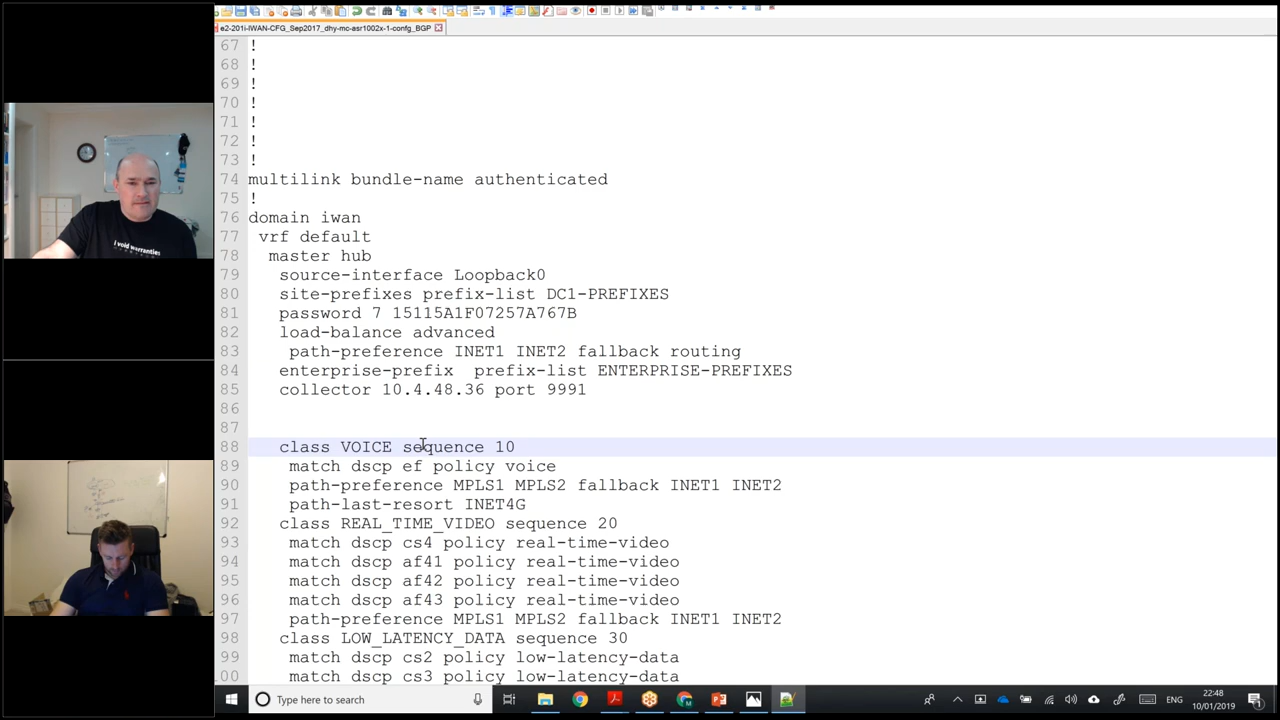 e2-201i-IWAN-CFG_Sep2017_dhy-mc-asr1002x-1-confg_BGP
67 !
68 !
69 !
70 !
71 !
72 !
73 !
74 multilink bundle-name authenticated
75 !
76 domain iwan
77 vrf default
78 master hub
79 source-interface Loopback0
80 site-prefixes prefix-list DC1-PREFIXES
81 password 7 15115A1F07257A767B
82 load-balance advanced
83 path-preference INET1 INET2 fallback routing
84 enterprise-prefix  prefix-list ENTERPRISE-PREFIXES
85 collector 10.4.48.36 port 9991
86
87
88 class VOICE sequence 10
89 match dscp ef policy voice
90 path-preference MPLS1 MPLS2 fallback INET1 INET2
91 path-last-resort INET4G
92 class REAL_TIME_VIDEO sequence 20
93 match dscp cs4 policy real-time-video
94 match dscp af41 policy real-time-video
95 match dscp af42 policy real-time-video
96 match dscp af43 policy real-time-video
97 path-preference MPLS1 MPLS2 fallback INET1 INET2
98 class LOW_LATENCY_DATA sequence 30
99 match dscp cs2 policy low-latency-data
100 match dscp cs3 policy low-latency-data
i void warranties
Type here to search
ENG
22:48
10/01/2019